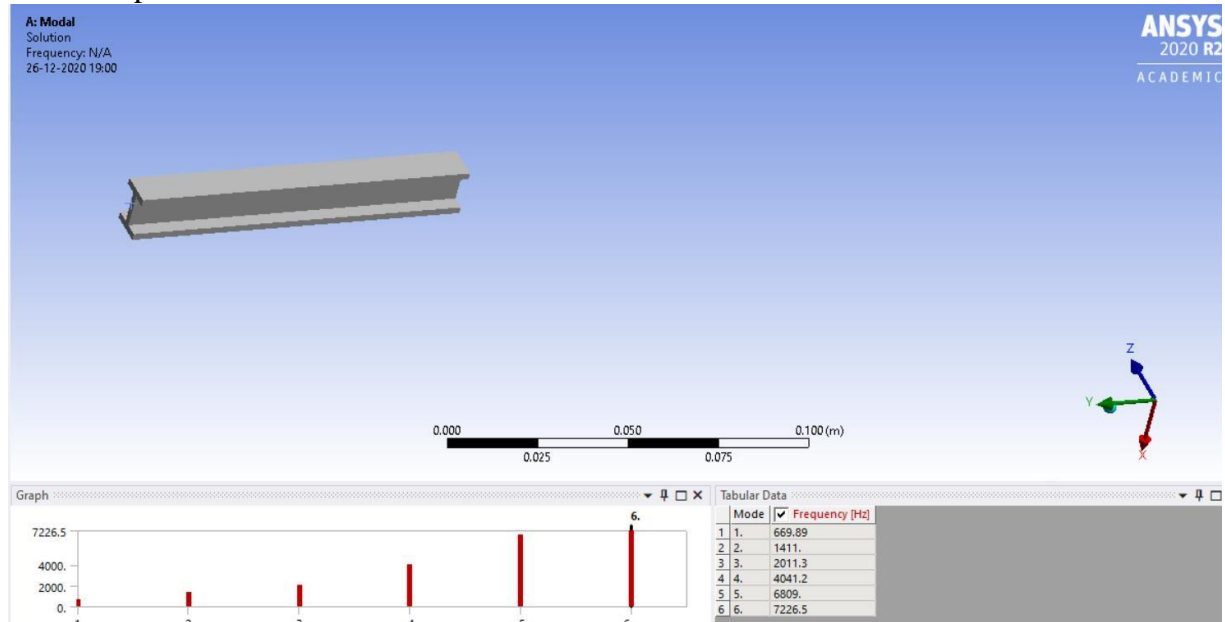 A: Modal
Solution
Frequency: N/A
26-12-2020 19:00
ANSYS
2020 R2
ACADEMIC
Z
Y
X
0.000 0.050 0.100 (m)
0.025 0.075
Graph
6.
7226.5
4000.
2000.
0.
Tabular Data
Mode Frequency [Hz]
1 1. 669.89
2 2. 1411.
3 3. 2011.3
4 4. 4041.2
5 5. 6809.
6 6. 7226.5